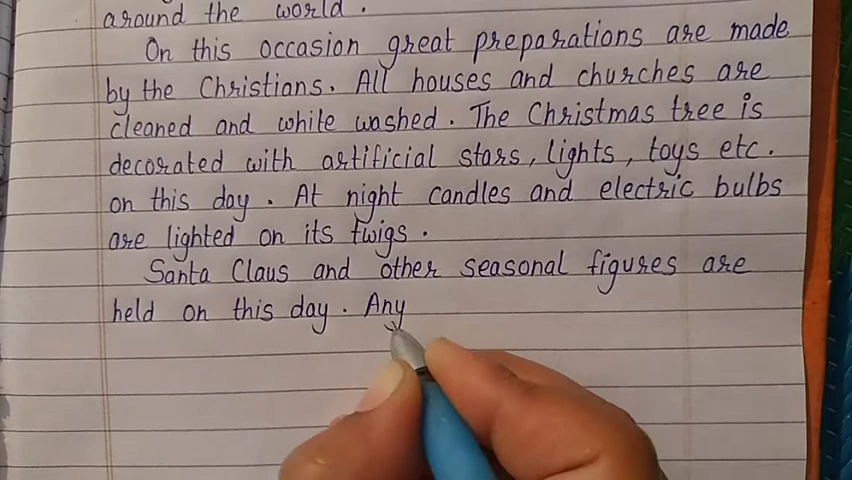 around the world.
On this occasion great preparations are made
by the Christians. All houses and churches are
cleaned and white washed. The Christmas tree is
decorated with artificial stars, lights, toys etc.
on this day. At night candles and electric bulbs
are lighted on its twigs.
Santa Claus and other seasonal figures are
held on this day. Any